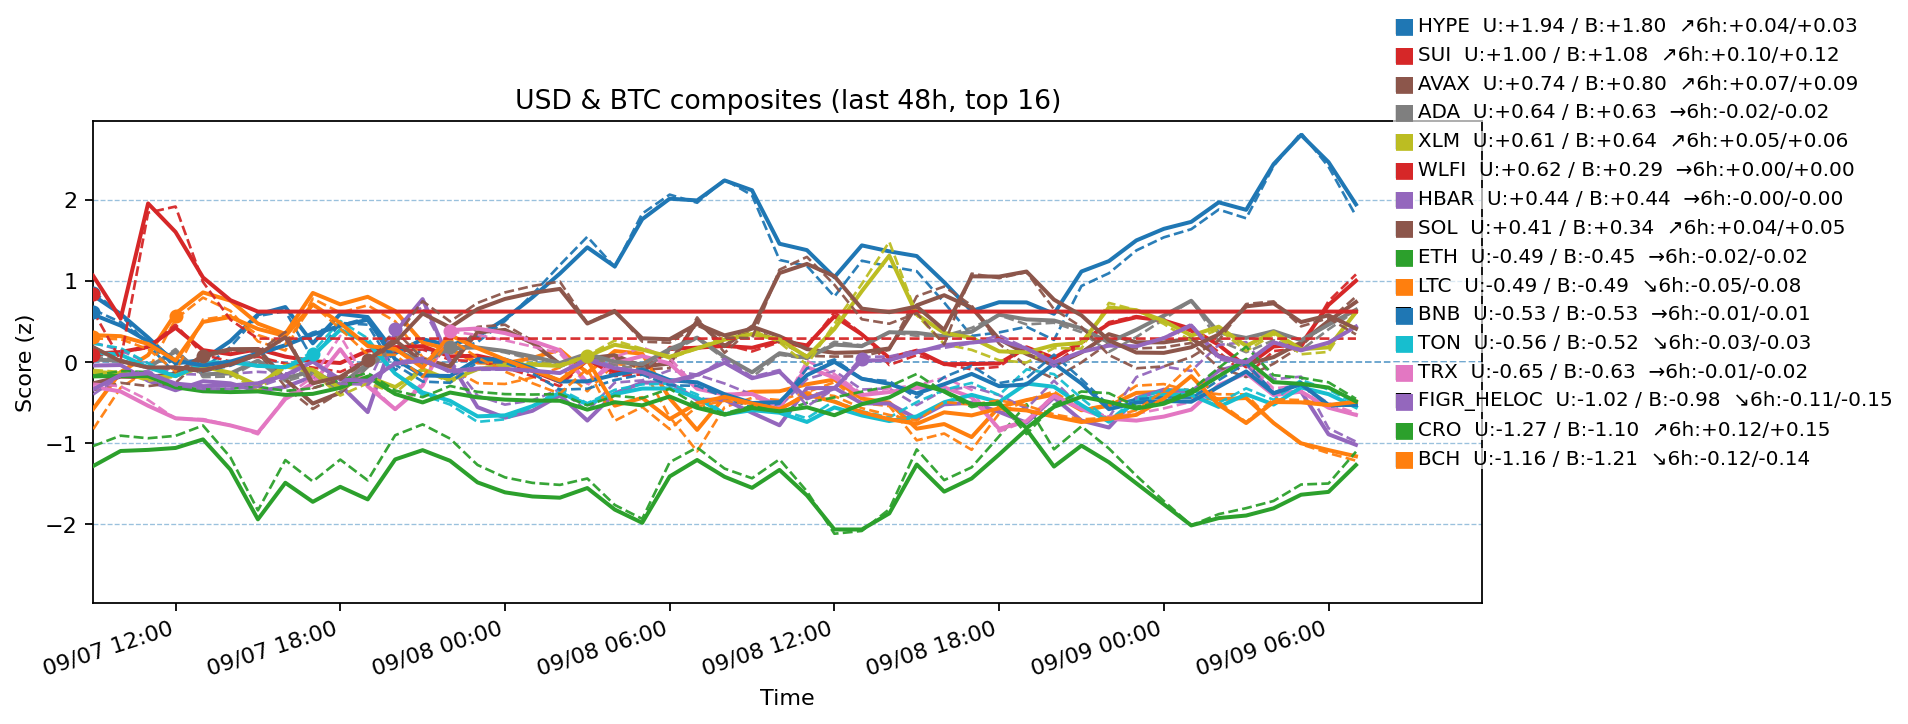 HYPE U:+1.94 / B:+1.80 ↗6h:+0.04/+0.03
SUI U:+1.00 / B:+1.08 ↗6h:+0.10/+0.12
AVAX U:+0.74 / B:+0.80 ↗6h:+0.07/+0.09
ADA U:+0.64 / B:+0.63 →6h:-0.02/-0.02
XLM U:+0.61 / B:+0.64 ↗6h:+0.05/+0.06
WLFI U:+0.62 / B:+0.29 →6h:+0.00/+0.00
HBAR U:+0.44 / B:+0.44 →6h:-0.00/-0.00
SOL U:+0.41 / B:+0.34 ↗6h:+0.04/+0.05
ETH U:-0.49 / B:-0.45 →6h:-0.02/-0.02
LTC U:-0.49 / B:-0.49 ↘6h:-0.05/-0.08
BNB U:-0.53 / B:-0.53 →6h:-0.01/-0.01
TON U:-0.56 / B:-0.52 ↘6h:-0.03/-0.03
TRX U:-0.65 / B:-0.63 →6h:-0.01/-0.02
FIGR_HELOC U:-1.02 / B:-0.98 ↘6h:-0.11/-0.15
CRO U:-1.27 / B:-1.10 ↗6h:+0.12/+0.15
BCH U:-1.16 / B:-1.21 ↘6h:-0.12/-0.14
USD & BTC composites (last 48h, top 16)
Score (z)
2
1
0
−1
−2
09/07 12:00
09/07 18:00
09/08 00:00
09/08 06:00
09/08 12:00
09/08 18:00
09/09 00:00
09/09 06:00
Time